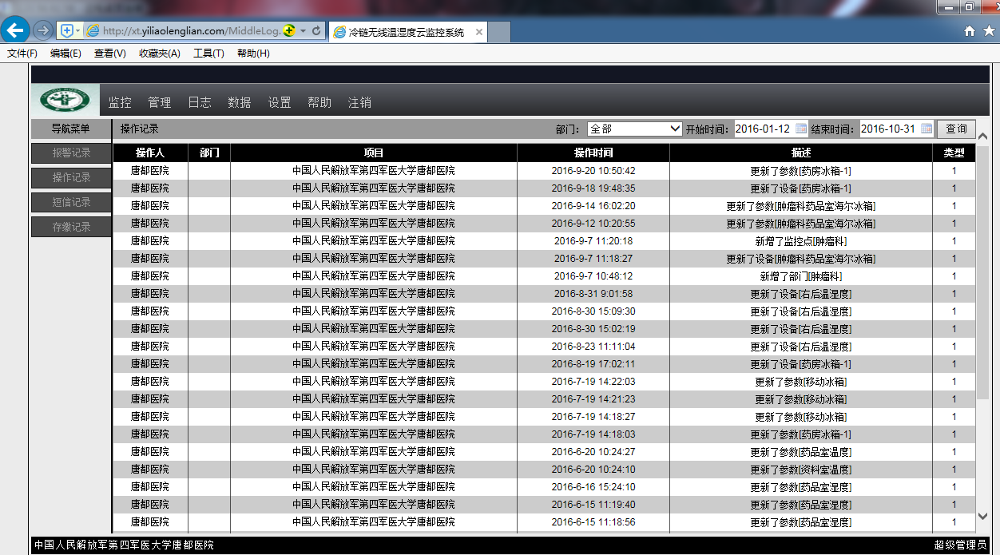 http://xt.yiliaolenglian.com/MiddleLog. 冷链无线温湿度云监控系统
文件(F) 编辑(E) 查看(V) 收藏夹(A) 工具(T) 帮助(H)
监控 管理 日志 数据 设置 帮助 注销
导航菜单 操作记录 部门： 全部 开始时间： 2016-01-12 结束时间： 2016-10-31 查询
报警记录
操作记录
短信记录
存缴记录
操作人 部门 项目 操作时间 描述 类型
唐都医院 中国人民解放军第四军医大学唐都医院 2016-9-20 10:50:42 更新了参数[药房冰箱-1] 1
唐都医院 中国人民解放军第四军医大学唐都医院 2016-9-18 19:48:35 更新了设备[药房冰箱-1] 1
唐都医院 中国人民解放军第四军医大学唐都医院 2016-9-14 16:02:20 更新了参数[肿瘤科药品室海尔冰箱] 1
唐都医院 中国人民解放军第四军医大学唐都医院 2016-9-12 10:20:55 更新了参数[肿瘤科药品室海尔冰箱] 1
唐都医院 中国人民解放军第四军医大学唐都医院 2016-9-7 11:20:18 新增了监控点[肿瘤科] 1
唐都医院 中国人民解放军第四军医大学唐都医院 2016-9-7 11:18:27 更新了设备[肿瘤科药品室海尔冰箱] 1
唐都医院 中国人民解放军第四军医大学唐都医院 2016-9-7 10:48:12 新增了部门[肿瘤科] 1
唐都医院 中国人民解放军第四军医大学唐都医院 2016-8-31 9:01:58 更新了设备[右后温湿度] 1
唐都医院 中国人民解放军第四军医大学唐都医院 2016-8-30 15:09:30 更新了设备[右后温湿度] 1
唐都医院 中国人民解放军第四军医大学唐都医院 2016-8-30 15:02:19 更新了设备[右后温湿度] 1
唐都医院 中国人民解放军第四军医大学唐都医院 2016-8-23 11:11:04 更新了设备[右后温湿度] 1
唐都医院 中国人民解放军第四军医大学唐都医院 2016-8-19 17:02:11 更新了设备[药房冰箱-1] 1
唐都医院 中国人民解放军第四军医大学唐都医院 2016-7-19 14:22:03 更新了参数[移动冰箱] 1
唐都医院 中国人民解放军第四军医大学唐都医院 2016-7-19 14:21:23 更新了参数[移动冰箱] 1
唐都医院 中国人民解放军第四军医大学唐都医院 2016-7-19 14:18:27 更新了参数[移动冰箱] 1
唐都医院 中国人民解放军第四军医大学唐都医院 2016-7-19 14:18:03 更新了参数[药房冰箱-1] 1
唐都医院 中国人民解放军第四军医大学唐都医院 2016-6-20 10:24:27 更新了参数[药品室温度] 1
唐都医院 中国人民解放军第四军医大学唐都医院 2016-6-20 10:24:10 更新了参数[资料室温度] 1
唐都医院 中国人民解放军第四军医大学唐都医院 2016-6-16 15:24:10 更新了参数[药品室湿度] 1
唐都医院 中国人民解放军第四军医大学唐都医院 2016-6-15 11:19:40 更新了参数[药品室湿度] 1
唐都医院 中国人民解放军第四军医大学唐都医院 2016-6-15 11:18:56 更新了参数[药品室湿度] 1
中国人民解放军第四军医大学唐都医院 超级管理员